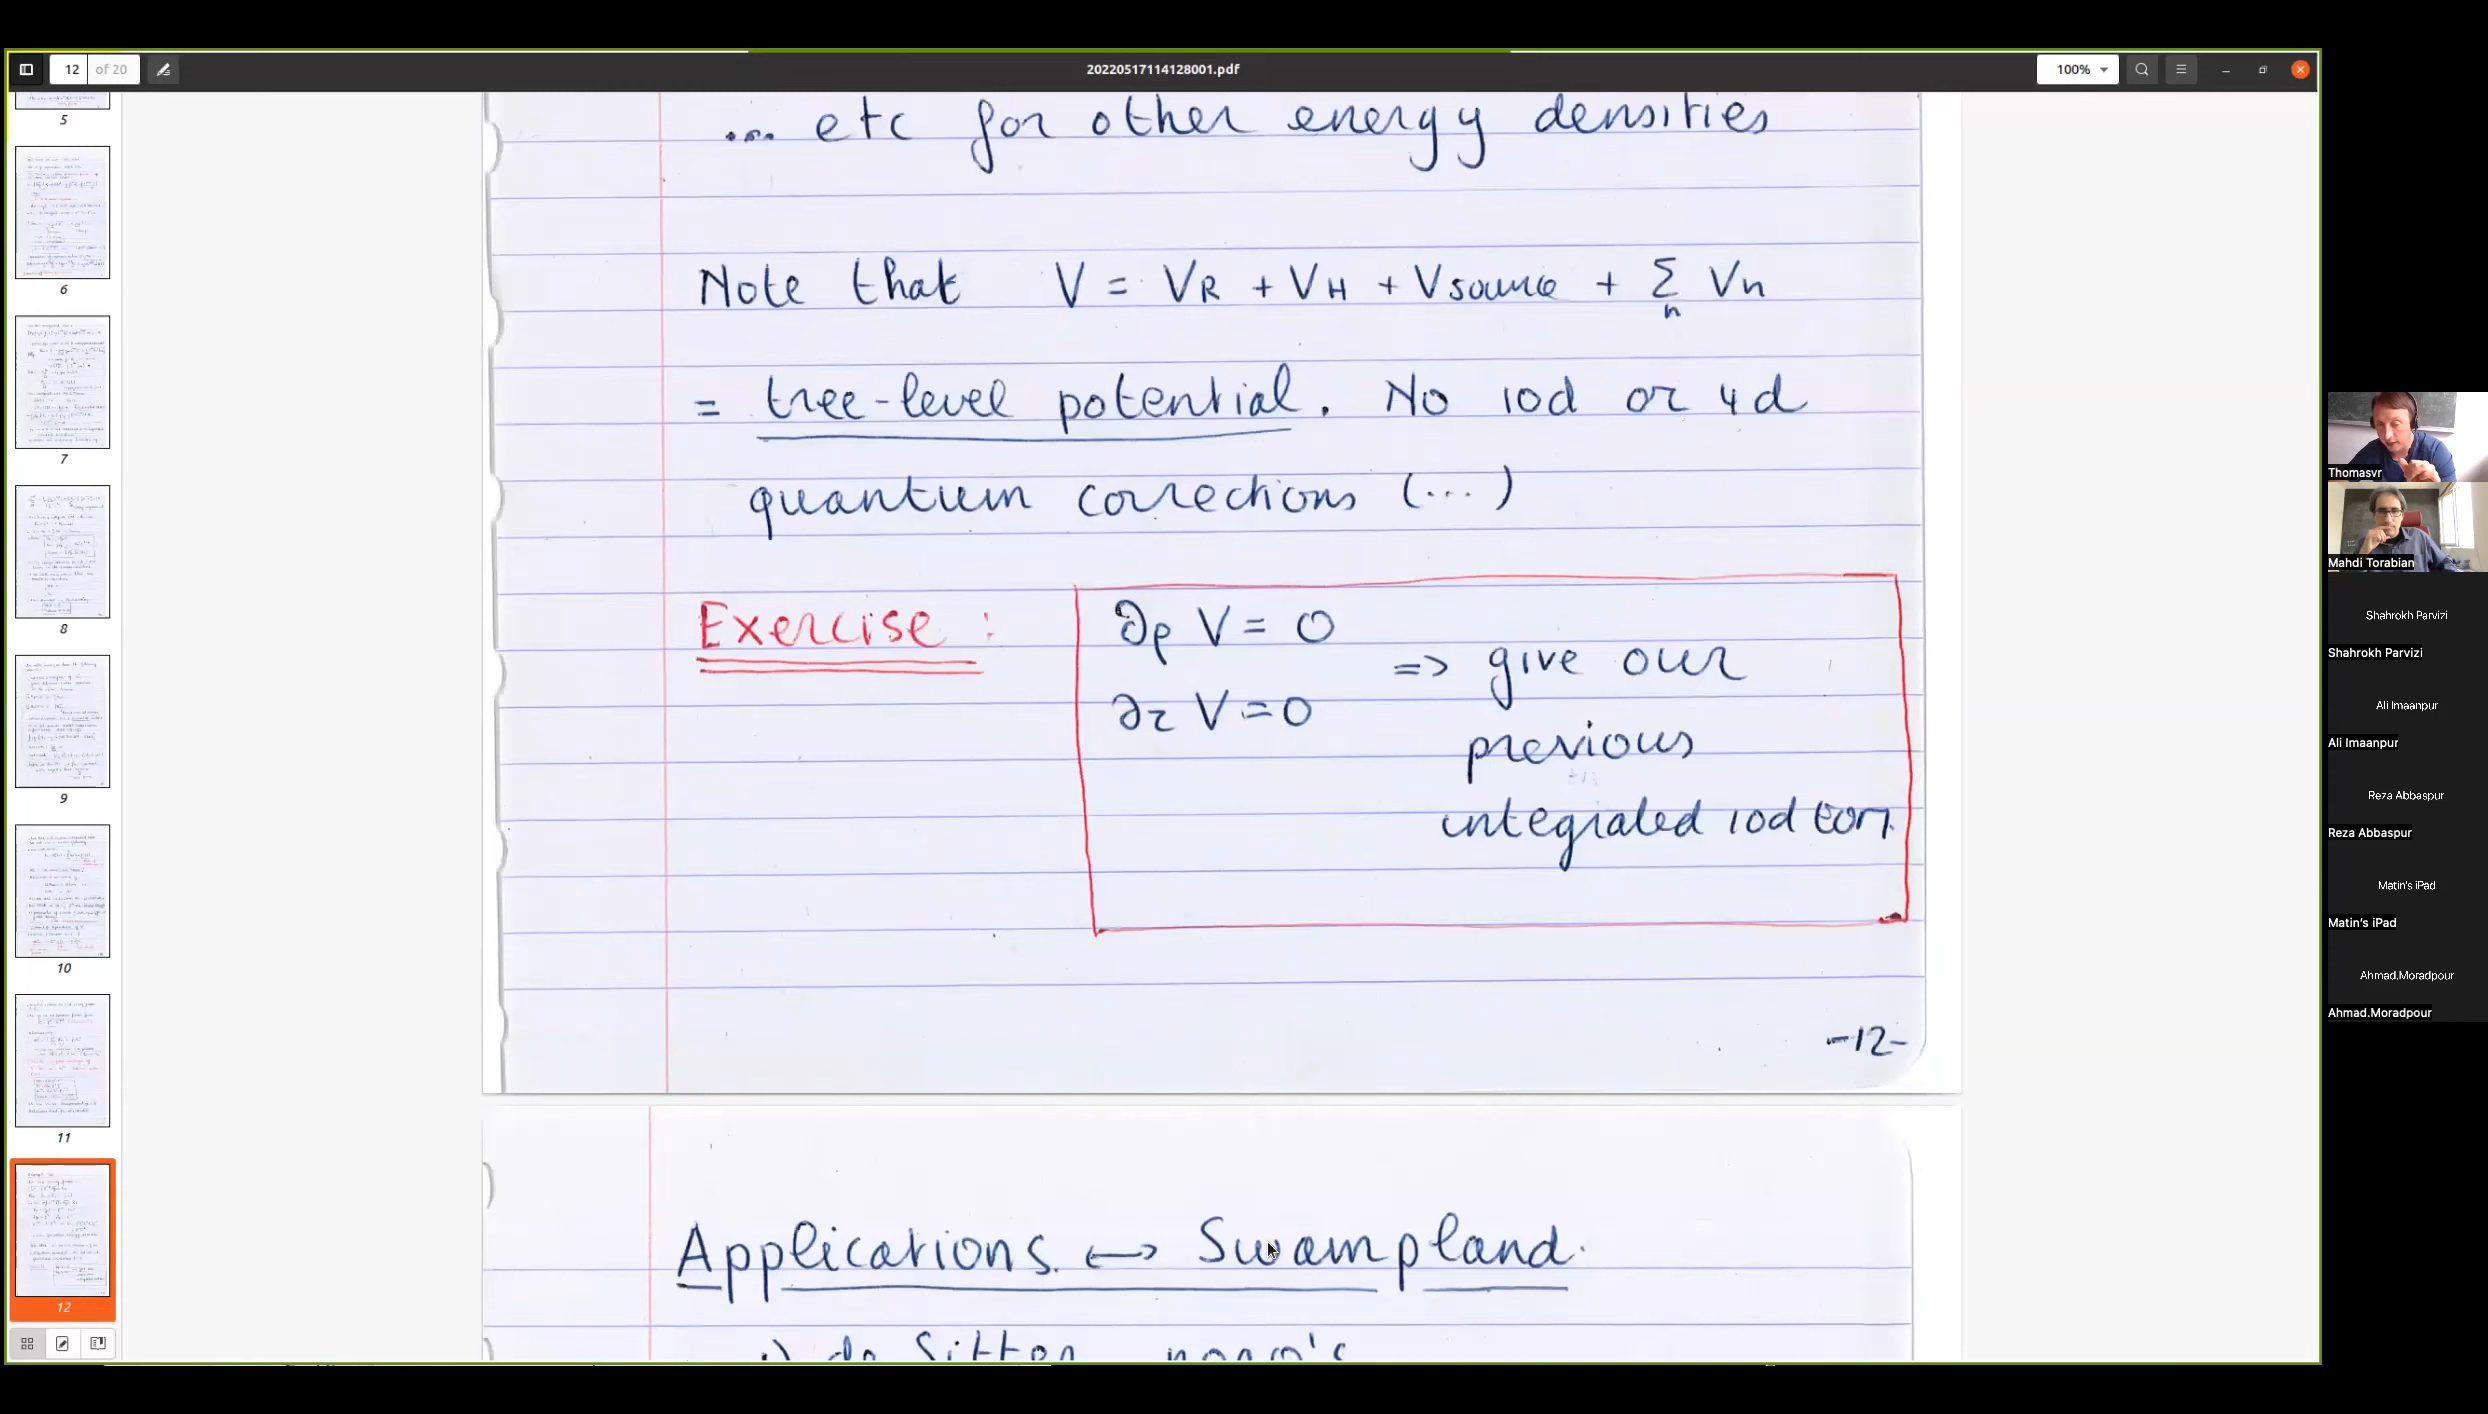 12 of 20
20220517114128001.pdf
100%
5
6
7
8
9
10
11
12
... etc for other energy densities
Note that V = VR + VH + Vsource + Σn Vn
= tree-level potential. No 10d or 4d
quantum corrections (...)
Exercise :
∂ρ V = 0
=> give our
∂τ V = 0
previous
integrated 10d eom.
-12-
Applications. ↔ Swampland.
Thomasvr
Mahdi Torabian
Shahrokh Parvizi
Shahrokh Parvizi
Ali Imaanpur
Ali Imaanpur
Reza Abbaspur
Reza Abbaspur
Matin's iPad
Matin's iPad
Ahmad.Moradpour
Ahmad.Moradpour